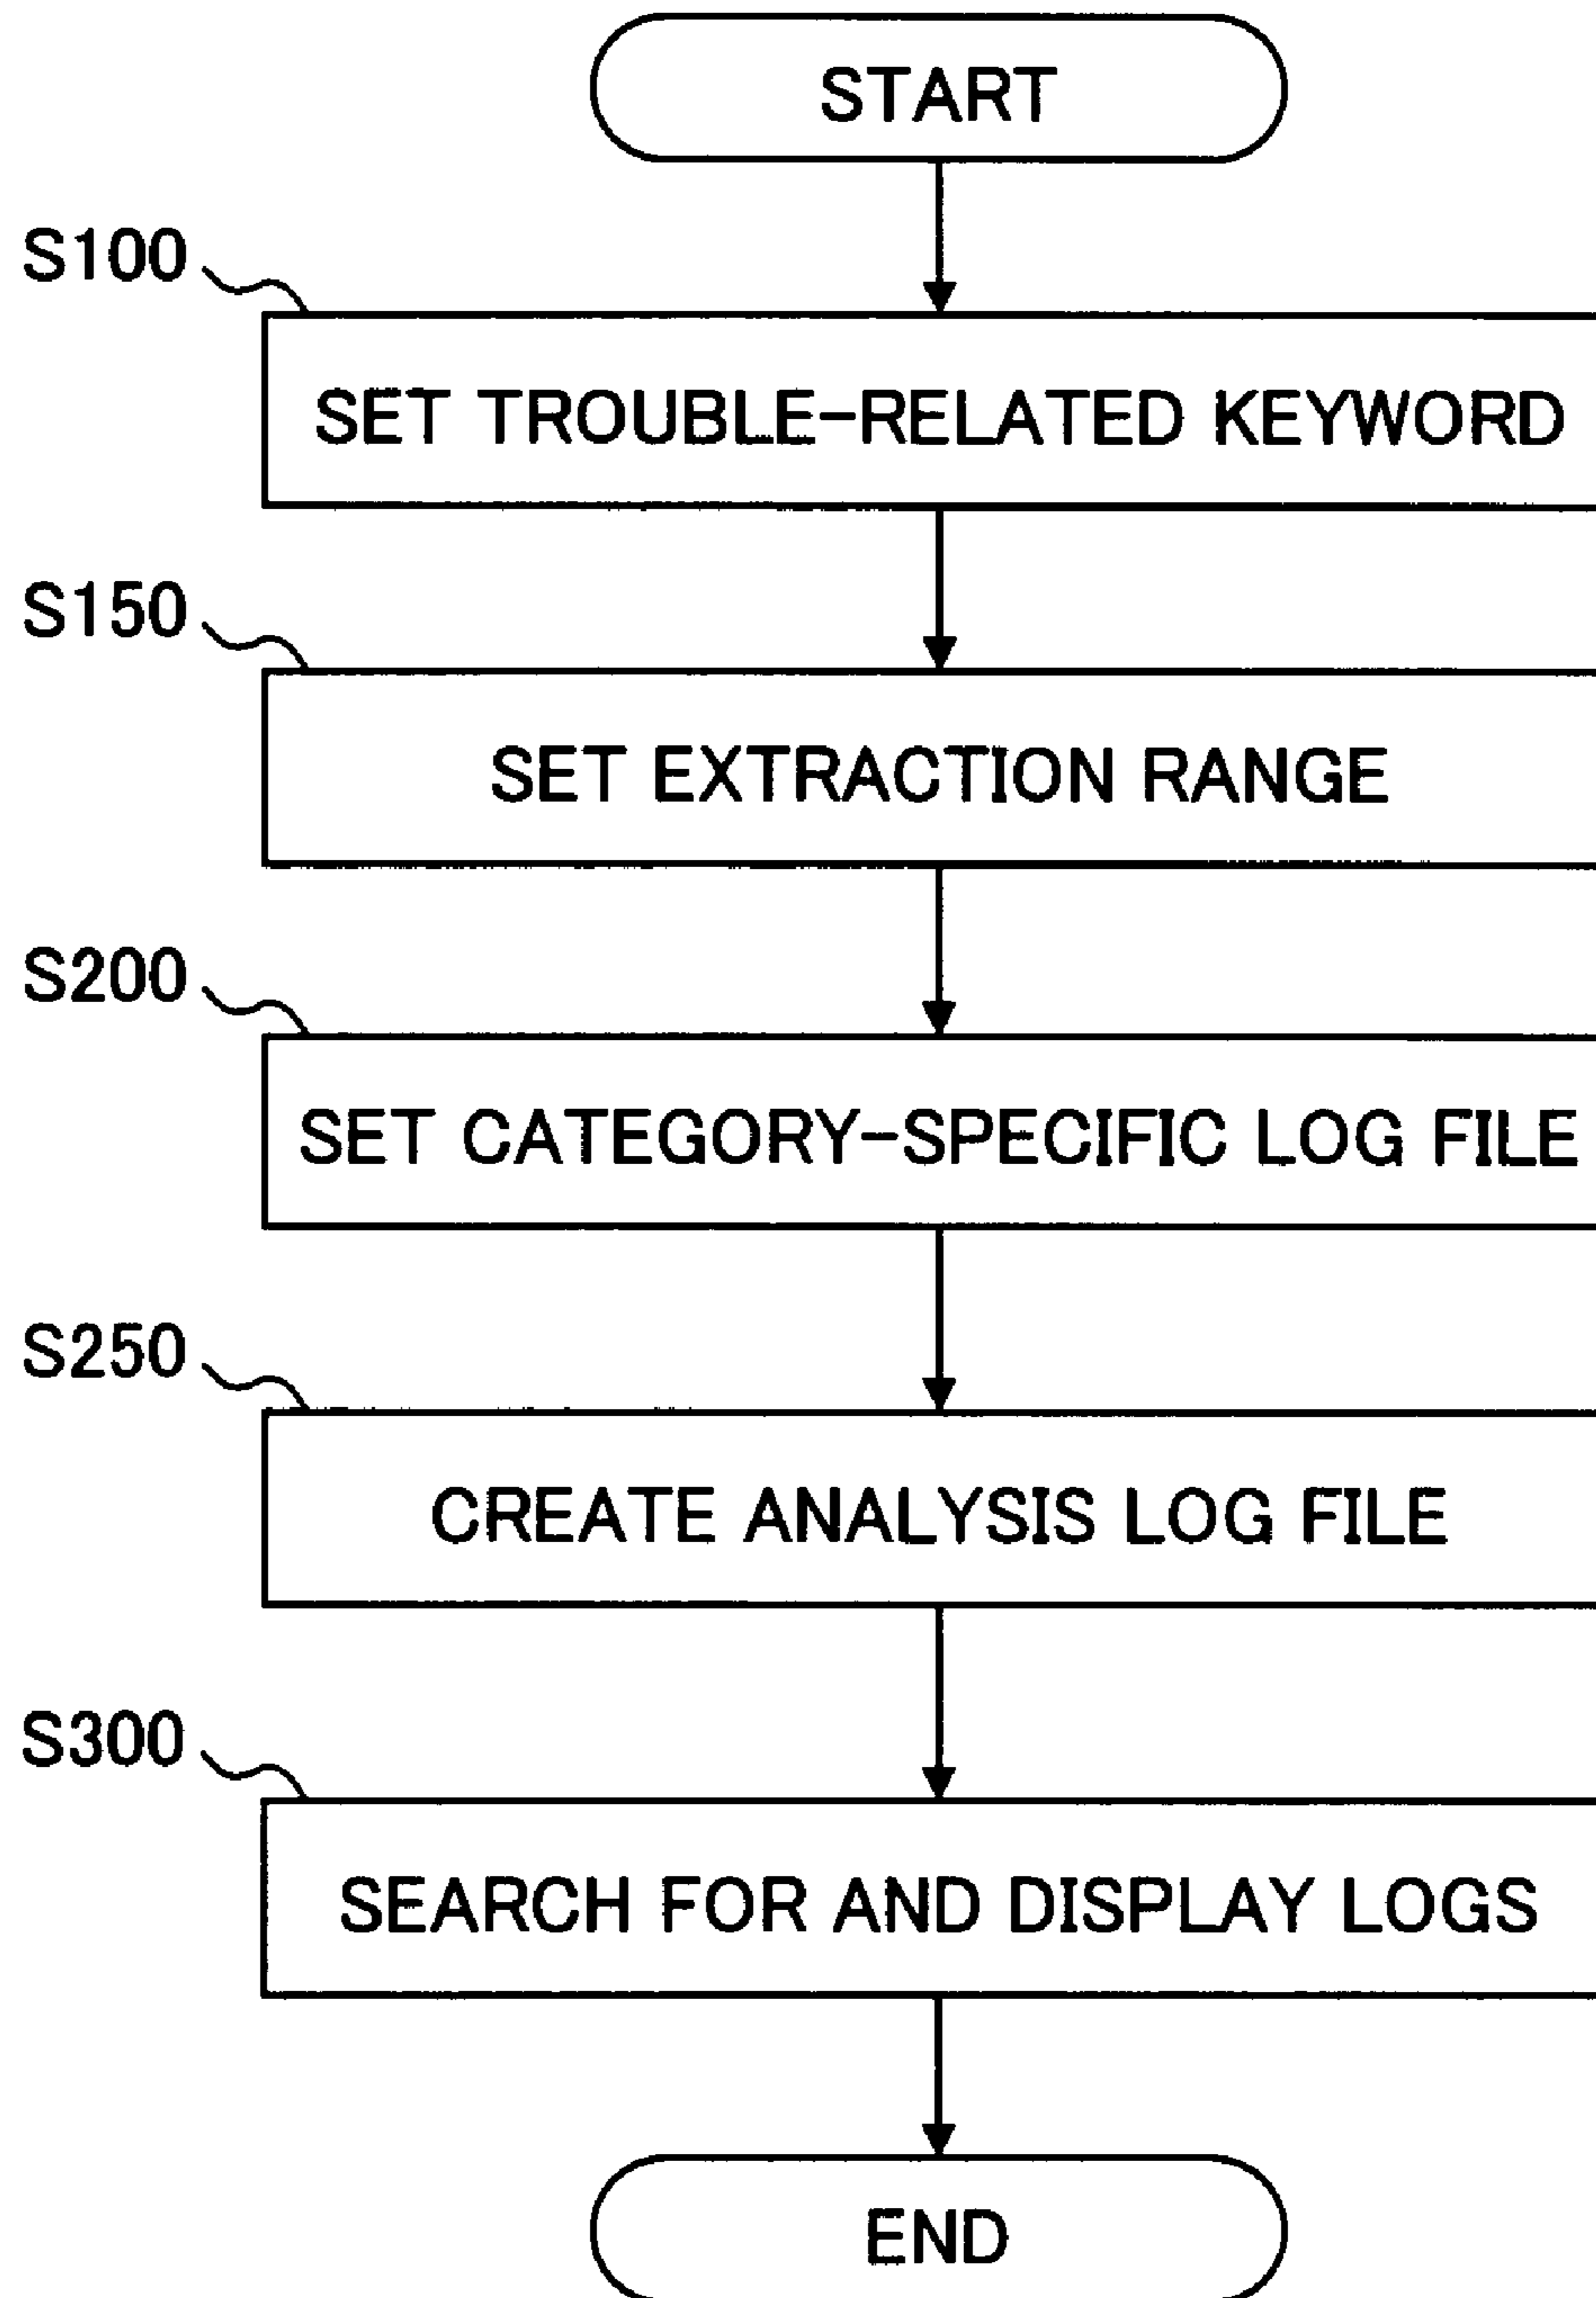 START
S100
SET TROUBLE-RELATED KEYWORD
S150
SET EXTRACTION RANGE
S200
SET CATEGORY-SPECIFIC LOG FILE
S250
CREATE ANALYSIS LOG FILE
S300
SEARCH FOR AND DISPLAY LOGS
END